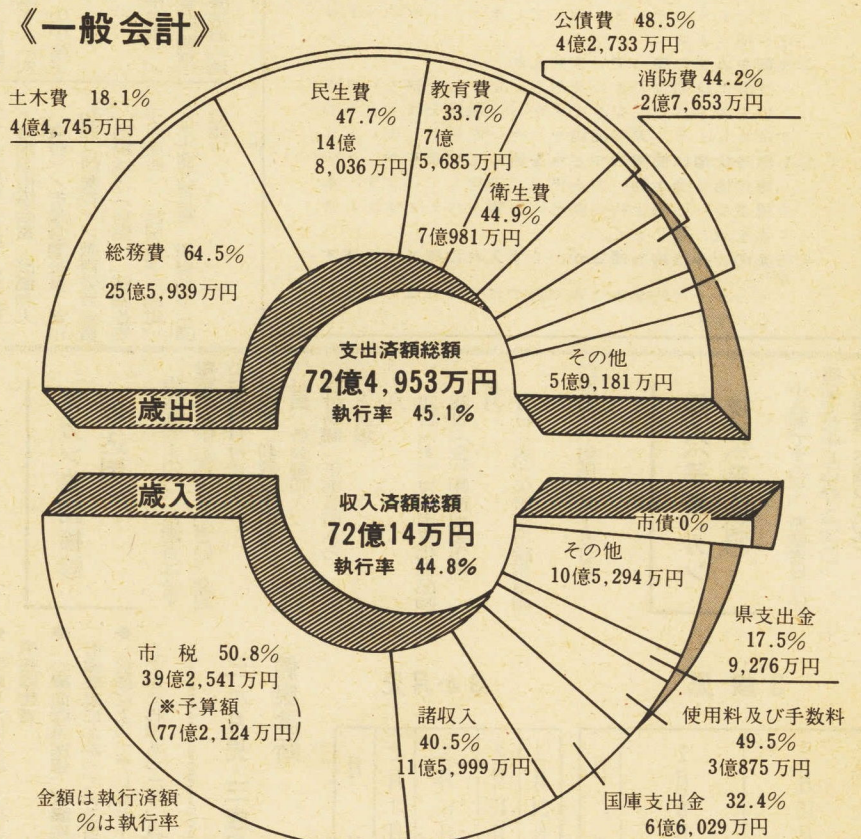 《一般会計》
公債費 48.5%
4億2,733万円
消防費 44.2%
2億7,653万円
土木費 18.1%
4億4,745万円
民生費
47.7%
14億
8,036万円
教育費
33.7%
7億
5,685万円
衛生費
44.9%
7億981万円
総務費 64.5%
25億5,939万円
その他
5億9,181万円
支出済額総額
72億4,953万円
執行率 45.1%
歳出
歳入
収入済額総額
72億14万円
執行率 44.8%
市債 0%
その他
10億5,294万円
県支出金
17.5%
9,276万円
使用料及び手数料
49.5%
3億875万円
国庫支出金 32.4%
6億6,029万円
諸収入
40.5%
11億5,999万円
市 税 50.8%
39億2,541万円
(※予算額
77億2,124万円)
金額は執行済額
%は執行率